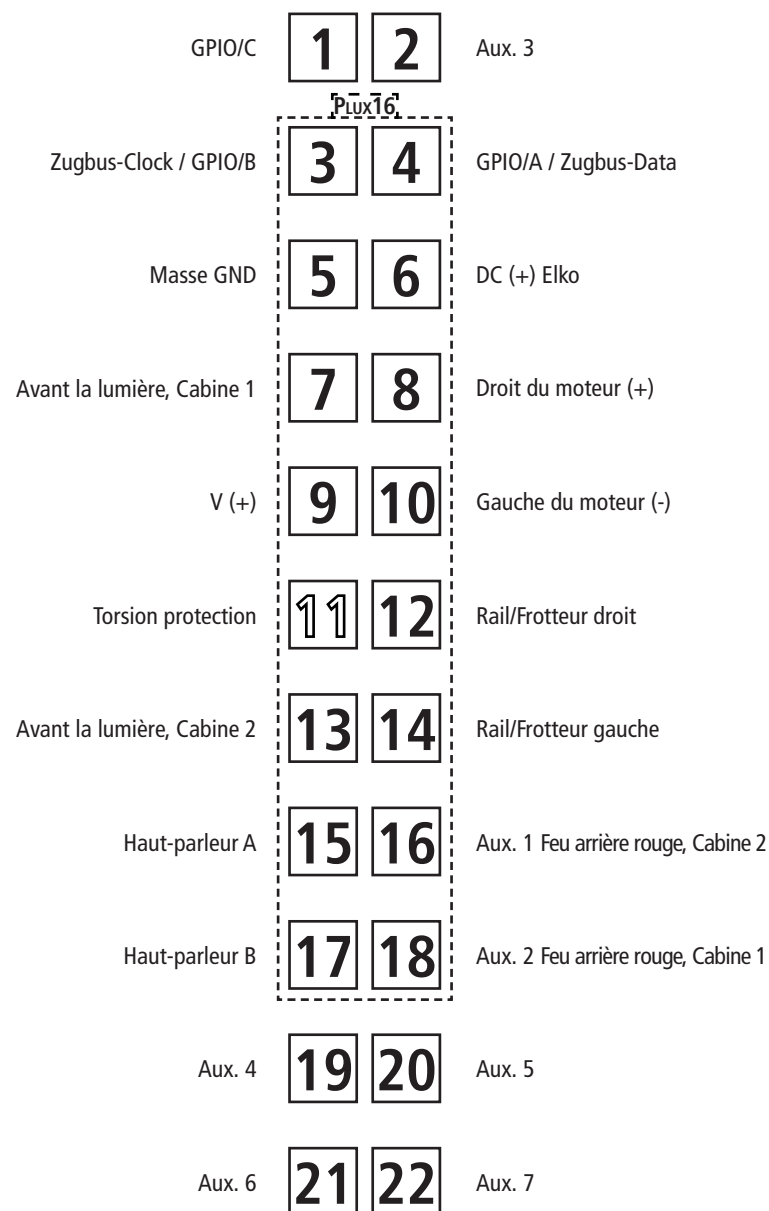 GPIO/C 1 2 Aux. 3
PLUX16
Zugbus-Clock / GPIO/B 3 4 GPIO/A / Zugbus-Data
Masse GND 5 6 DC (+) Elko
Avant la lumière, Cabine 1 7 8 Droit du moteur (+)
V (+) 9 10 Gauche du moteur (-)
Torsion protection 11 12 Rail/Frotteur droit
Avant la lumière, Cabine 2 13 14 Rail/Frotteur gauche
Haut-parleur A 15 16 Aux. 1 Feu arrière rouge, Cabine 2
Haut-parleur B 17 18 Aux. 2 Feu arrière rouge, Cabine 1
Aux. 4 19 20 Aux. 5
Aux. 6 21 22 Aux. 7